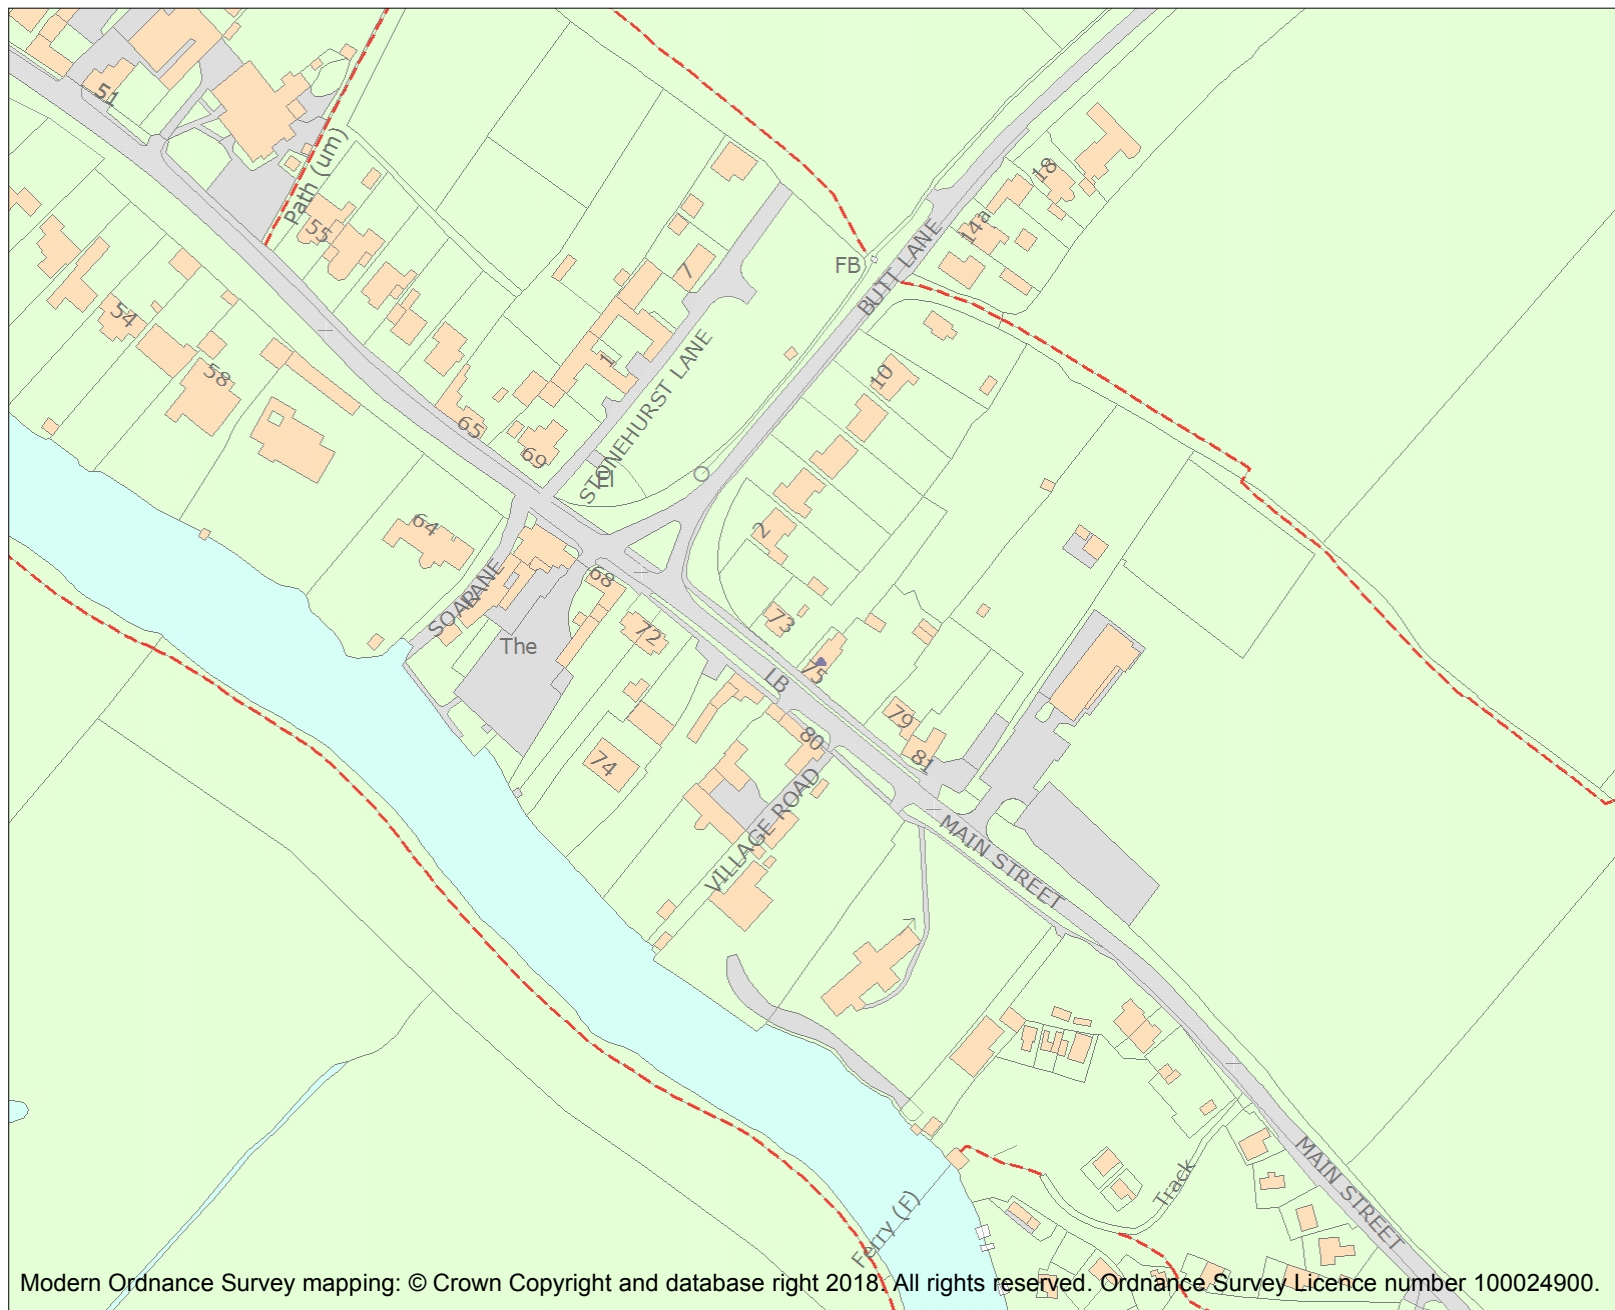 51
Path (um)
55
54
58
18
14a
FB
BUTT LANE
7
1
STONEHURST LANE
10
65
69
El
64
2
68
SOAR LANE
The
72
73
75
LB
79
81
74
80
VILLAGE ROAD
MAIN STREET
MAIN STREET
Track
Ferry (F)
Modern Ordnance Survey mapping: © Crown Copyright and database right 2018. All rights reserved. Ordnance Survey Licence number 100024900.